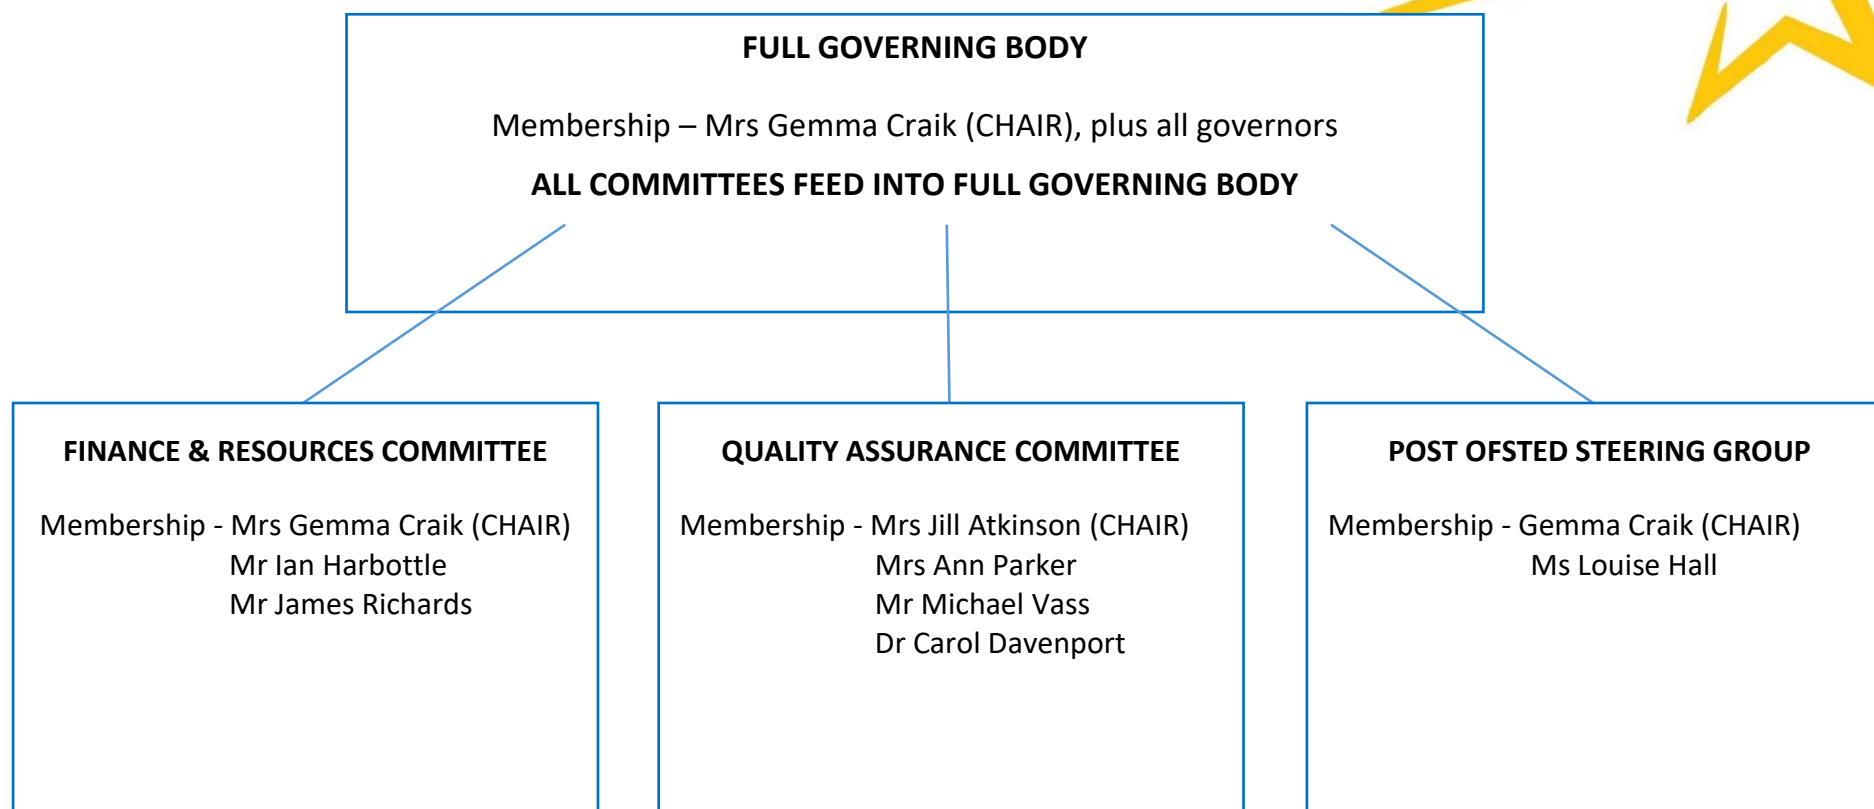 FULL GOVERNING BODY
Membership – Mrs Gemma Craik (CHAIR), plus all governors
ALL COMMITTEES FEED INTO FULL GOVERNING BODY
FINANCE & RESOURCES COMMITTEE
Membership - Mrs Gemma Craik (CHAIR)
Mr Ian Harbottle
Mr James Richards
QUALITY ASSURANCE COMMITTEE
Membership - Mrs Jill Atkinson (CHAIR)
Mrs Ann Parker
Mr Michael Vass
Dr Carol Davenport
POST OFSTED STEERING GROUP
Membership - Gemma Craik (CHAIR)
Ms Louise Hall